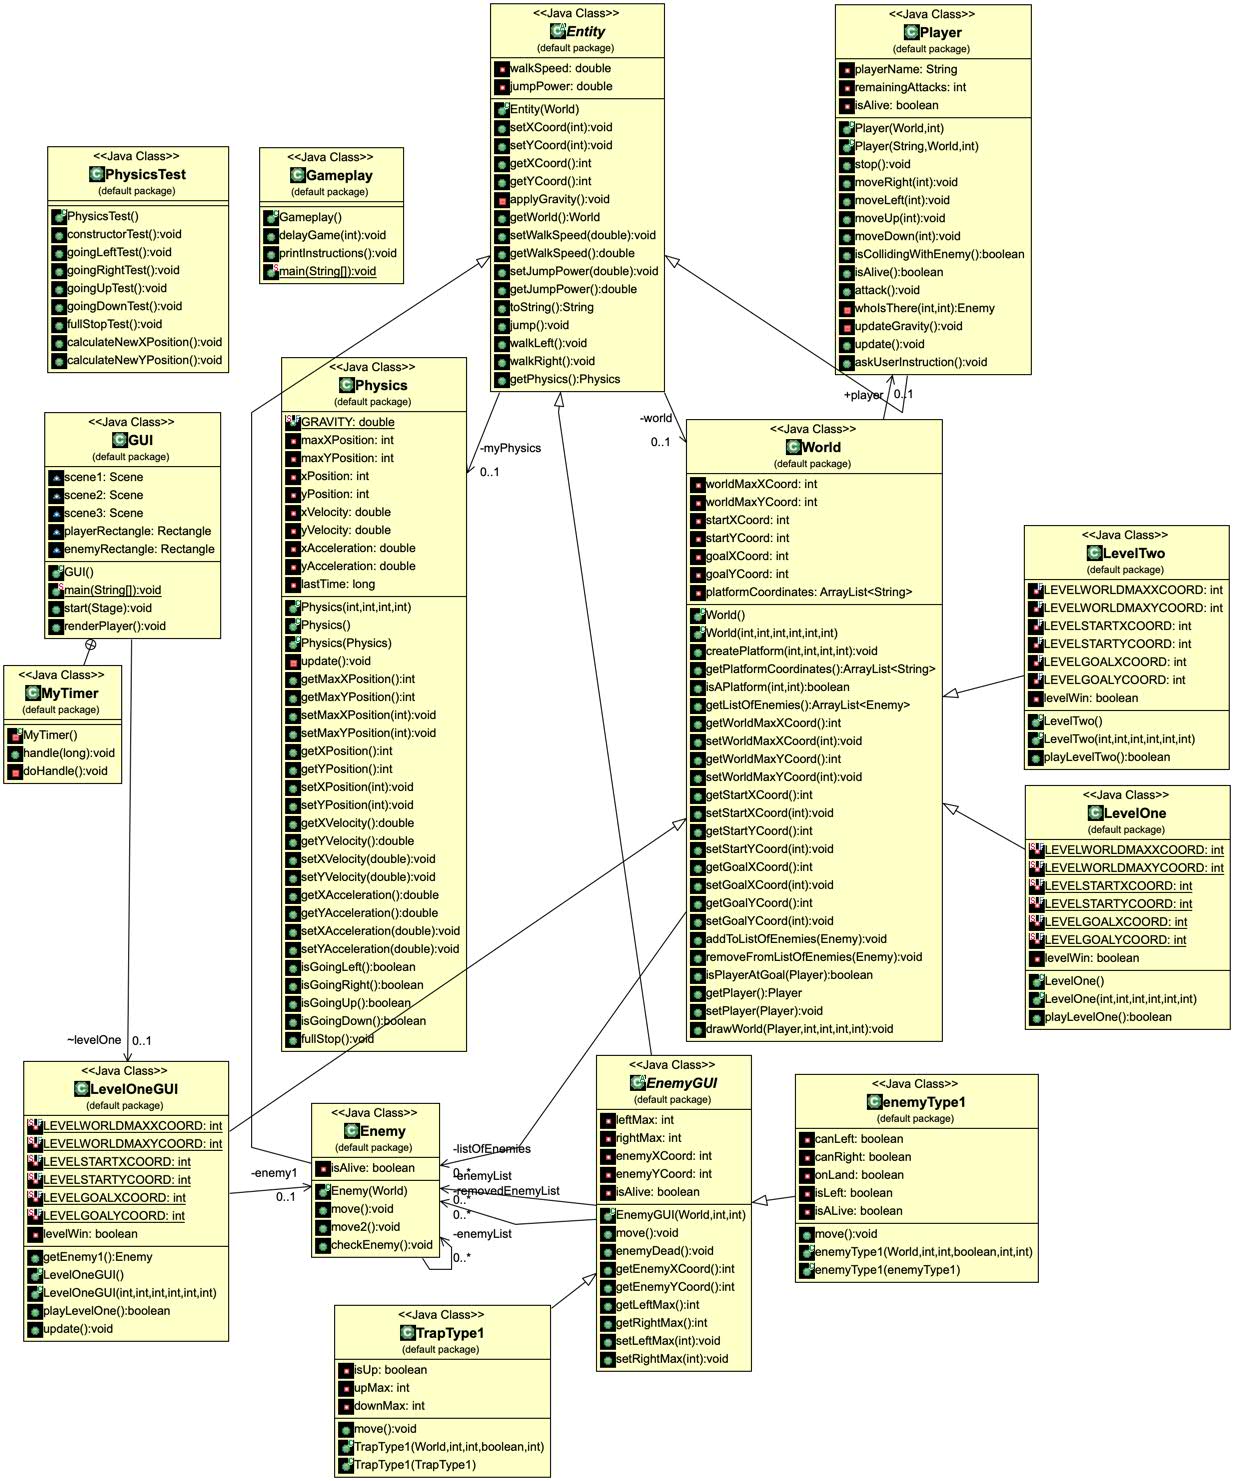 <<Java Class>>
Entity
(default package)
walkSpeed: double
jumpPower: double
Entity(World)
setXCoord(int):void
setYCoord(int):void
getXCoord():int
getYCoord():int
applyGravity():void
getWorld():World
setWalkSpeed(double):void
getWalkSpeed():double
setJumpPower(double):void
getJumpPower():double
toString():String
jump():void
walkLeft():void
walkRight():void
getPhysics():Physics
<<Java Class>>
Player
(default package)
playerName: String
remainingAttacks: int
isAlive: boolean
Player(World,int)
Player(String,World,int)
stop():void
moveRight(int):void
moveLeft(int):void
moveUp(int):void
moveDown(int):void
isCollidingWithEnemy():boolean
isAlive():boolean
attack():void
whoIsThere(int,int):Enemy
updateGravity():void
update():void
askUserInstruction():void
<<Java Class>>
PhysicsTest
(default package)
PhysicsTest()
constructorTest():void
goingLeftTest():void
goingRightTest():void
goingUpTest():void
goingDownTest():void
fullStopTest():void
calculateNewXPosition():void
calculateNewYPosition():void
<<Java Class>>
Gameplay
(default package)
Gameplay()
delayGame(int):void
printInstructions():void
main(String[]):void
<<Java Class>>
Physics
(default package)
GRAVITY: double
maxXPosition: int
maxYPosition: int
xPosition: int
yPosition: int
xVelocity: double
yVelocity: double
xAcceleration: double
yAcceleration: double
lastTime: long
Physics(int,int,int,int)
Physics()
Physics(Physics)
update():void
getMaxXPosition():int
getMaxYPosition():int
setMaxXPosition(int):void
setMaxYPosition(int):void
getXPosition():int
getYPosition():int
setXPosition(int):void
setYPosition(int):void
getXVelocity():double
getYVelocity():double
setXVelocity(double):void
setYVelocity(double):void
getXAcceleration():double
getYAcceleration():double
setXAcceleration(double):void
setYAcceleration(double):void
isGoingLeft():boolean
isGoingRight():boolean
isGoingUp():boolean
isGoingDown():boolean
fullStop():void
-myPhysics
0..1
-world
0..1
+player
0..1
<<Java Class>>
GUI
(default package)
scene1: Scene
scene2: Scene
scene3: Scene
playerRectangle: Rectangle
enemyRectangle: Rectangle
GUI()
main(String[]):void
start(Stage):void
renderPlayer():void
<<Java Class>>
MyTimer
(default package)
MyTimer()
handle(long):void
doHandle():void
<<Java Class>>
World
(default package)
worldMaxXCoord: int
worldMaxYCoord: int
startXCoord: int
startYCoord: int
goalXCoord: int
goalYCoord: int
platformCoordinates: ArrayList<String>
World()
World(int,int,int,int,int,int)
createPlatform(int,int,int,int):void
getPlatformCoordinates():ArrayList<String>
isAPlatform(int,int):boolean
getListOfEnemies():ArrayList<Enemy>
getWorldMaxXCoord():int
setWorldMaxXCoord(int):void
getWorldMaxYCoord():int
setWorldMaxYCoord(int):void
getStartXCoord():int
setStartXCoord(int):void
getStartYCoord():int
setStartYCoord(int):void
getGoalXCoord():int
setGoalXCoord(int):void
getGoalYCoord():int
setGoalYCoord(int):void
addToListOfEnemies(Enemy):void
removeFromListOfEnemies(Enemy):void
isPlayerAtGoal(Player):boolean
getPlayer():Player
setPlayer(Player):void
drawWorld(Player,int,int,int,int):void
<<Java Class>>
LevelTwo
(default package)
LEVELWORLDMAXXCOORD: int
LEVELWORLDMAXYCOORD: int
LEVELSTARTXCOORD: int
LEVELSTARTYCOORD: int
LEVELGOALXCOORD: int
LEVELGOALYCOORD: int
levelWin: boolean
LevelTwo()
LevelTwo(int,int,int,int,int,int)
playLevelTwo():boolean
<<Java Class>>
LevelOne
(default package)
LEVELWORLDMAXXCOORD: int
LEVELWORLDMAXYCOORD: int
LEVELSTARTXCOORD: int
LEVELSTARTYCOORD: int
LEVELGOALXCOORD: int
LEVELGOALYCOORD: int
levelWin: boolean
LevelOne()
LevelOne(int,int,int,int,int,int)
playLevelOne():boolean
~levelOne
0..1
<<Java Class>>
LevelOneGUI
(default package)
LEVELWORLDMAXXCOORD: int
LEVELWORLDMAXYCOORD: int
LEVELSTARTXCOORD: int
LEVELSTARTYCOORD: int
LEVELGOALXCOORD: int
LEVELGOALYCOORD: int
levelWin: boolean
getEnemy1():Enemy
LevelOneGUI()
LevelOneGUI(int,int,int,int,int,int)
playLevelOne():boolean
update():void
-enemy1
0..1
<<Java Class>>
Enemy
(default package)
isAlive: boolean
Enemy(World)
move():void
move2():void
checkEnemy():void
-listOfEnemies
0..*
-enemyList
-removedEnemyList
0..*
0..*
-enemyList
0..*
<<Java Class>>
EnemyGUI
(default package)
leftMax: int
rightMax: int
enemyXCoord: int
enemyYCoord: int
isAlive: boolean
EnemyGUI(World,int,int)
move():void
enemyDead():void
getEnemyXCoord():int
getEnemyYCoord():int
getLeftMax():int
getRightMax():int
setLeftMax(int):void
setRightMax(int):void
<<Java Class>>
enemyType1
(default package)
canLeft: boolean
canRight: boolean
onLand: boolean
isLeft: boolean
isALive: boolean
move():void
enemyType1(World,int,int,boolean,int,int)
enemyType1(enemyType1)
<<Java Class>>
TrapType1
(default package)
isUp: boolean
upMax: int
downMax: int
move():void
TrapType1(World,int,int,boolean,int)
TrapType1(TrapType1)